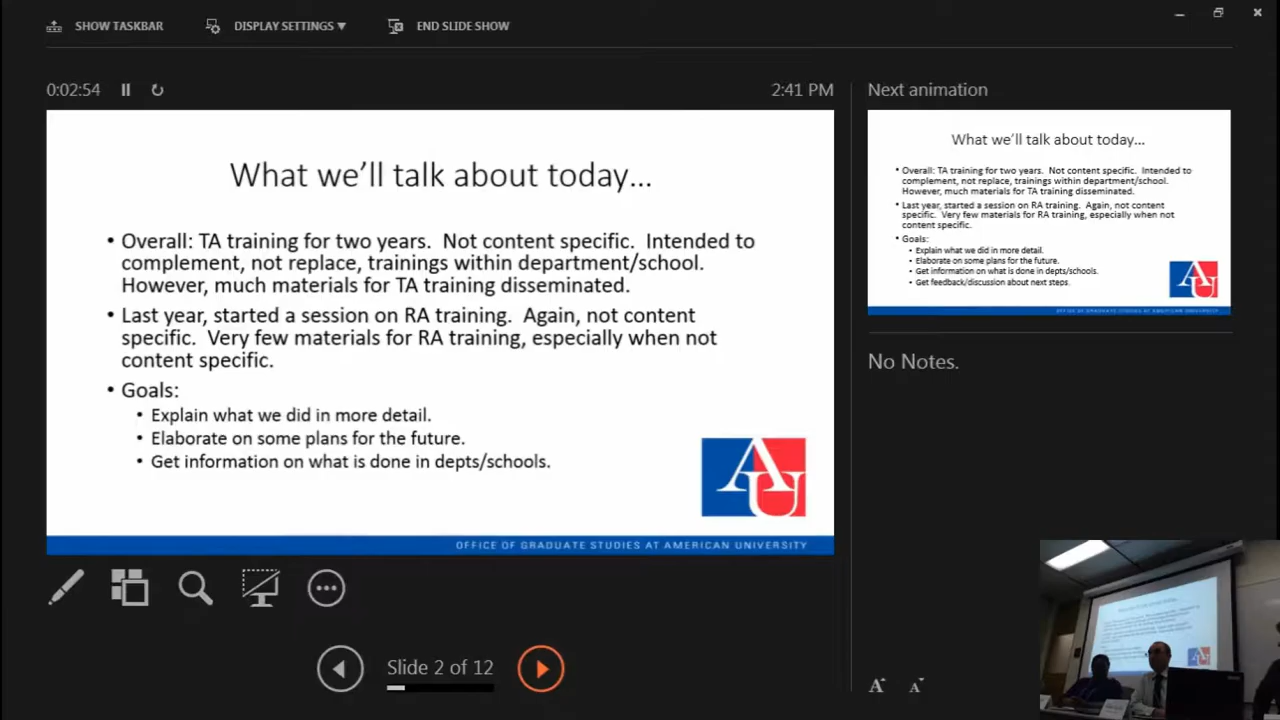 SHOW TASKBAR
DISPLAY SETTINGS ▼
END SLIDE SHOW
0:02:54
2:41 PM
What we'll talk about today…
• Overall: TA training for two years. Not content specific. Intended to
complement, not replace, trainings within department/school.
However, much materials for TA training disseminated.
• Last year, started a session on RA training. Again, not content
specific. Very few materials for RA training, especially when not
content specific.
• Goals:
• Explain what we did in more detail.
• Elaborate on some plans for the future.
• Get information on what is done in depts/schools.
AU
OFFICE OF GRADUATE STUDIES AT AMERICAN UNIVERSITY
Slide 2 of 12
Next animation
What we'll talk about today…
• Overall: TA training for two years. Not content specific. Intended to
complement, not replace, trainings within department/school.
However, much materials for TA training disseminated.
• Last year, started a session on RA training. Again, not content
specific. Very few materials for RA training, especially when not
content specific.
• Goals:
• Explain what we did in more detail.
• Elaborate on some plans for the future.
• Get information on what is done in depts/schools.
• Get feedback/discussion about next steps.
AU
OFFICE OF GRADUATE STUDIES AT AMERICAN UNIVERSITY
No Notes.
A A